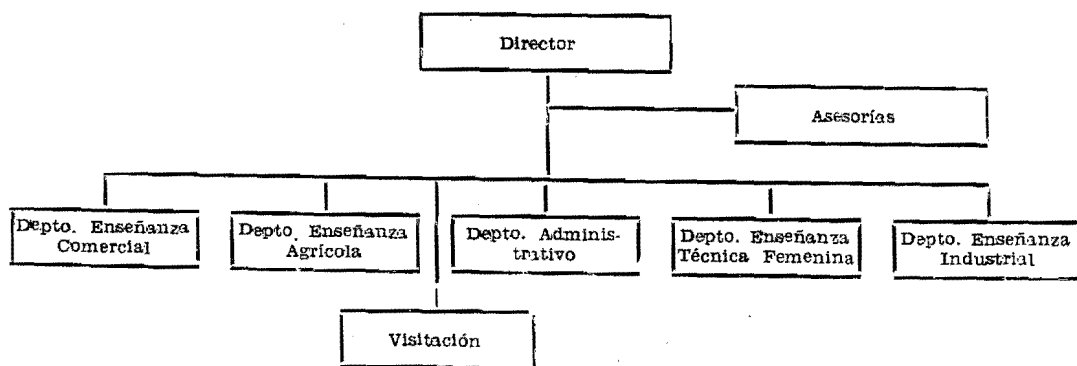 Director
Asesorías
Depto. Enseñanza
Comercial
Depto. Enseñanza
Agrícola
Depto. Adminis-
trativo
Depto. Enseñanza
Técnica Femenina
Depto. Enseñanza
Industrial
Visitación